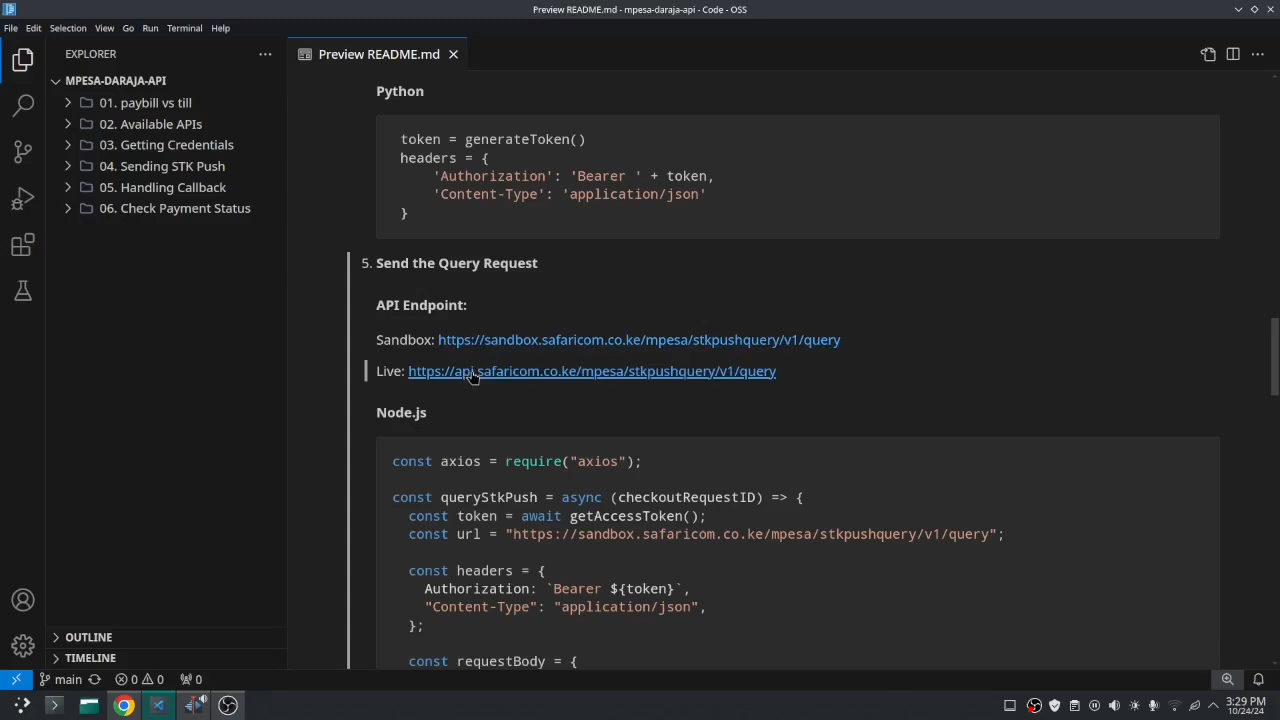 Preview README.md - mpesa-daraja-api - Code - OSS
File Edit Selection View Go Run Terminal Help
EXPLORER
MPESA-DARAJA-API
01. paybill vs till
02. Available APIs
03. Getting Credentials
04. Sending STK Push
05. Handling Callback
06. Check Payment Status
OUTLINE
TIMELINE
Preview README.md
Python
token = generateToken()
headers = {
'Authorization': 'Bearer ' + token,
'Content-Type': 'application/json'
}
5. Send the Query Request
API Endpoint:
Sandbox: https://sandbox.safaricom.co.ke/mpesa/stkpushquery/v1/query
Live: https://api.safaricom.co.ke/mpesa/stkpushquery/v1/query
Node.js
const axios = require("axios");
const queryStkPush = async (checkoutRequestID) => {
const token = await getAccessToken();
const url = "https://sandbox.safaricom.co.ke/mpesa/stkpushquery/v1/query";
const headers = {
Authorization: `Bearer ${token}`,
"Content-Type": "application/json",
};
const requestBody = {
main 0 0 0
3:29 PM
10/24/24